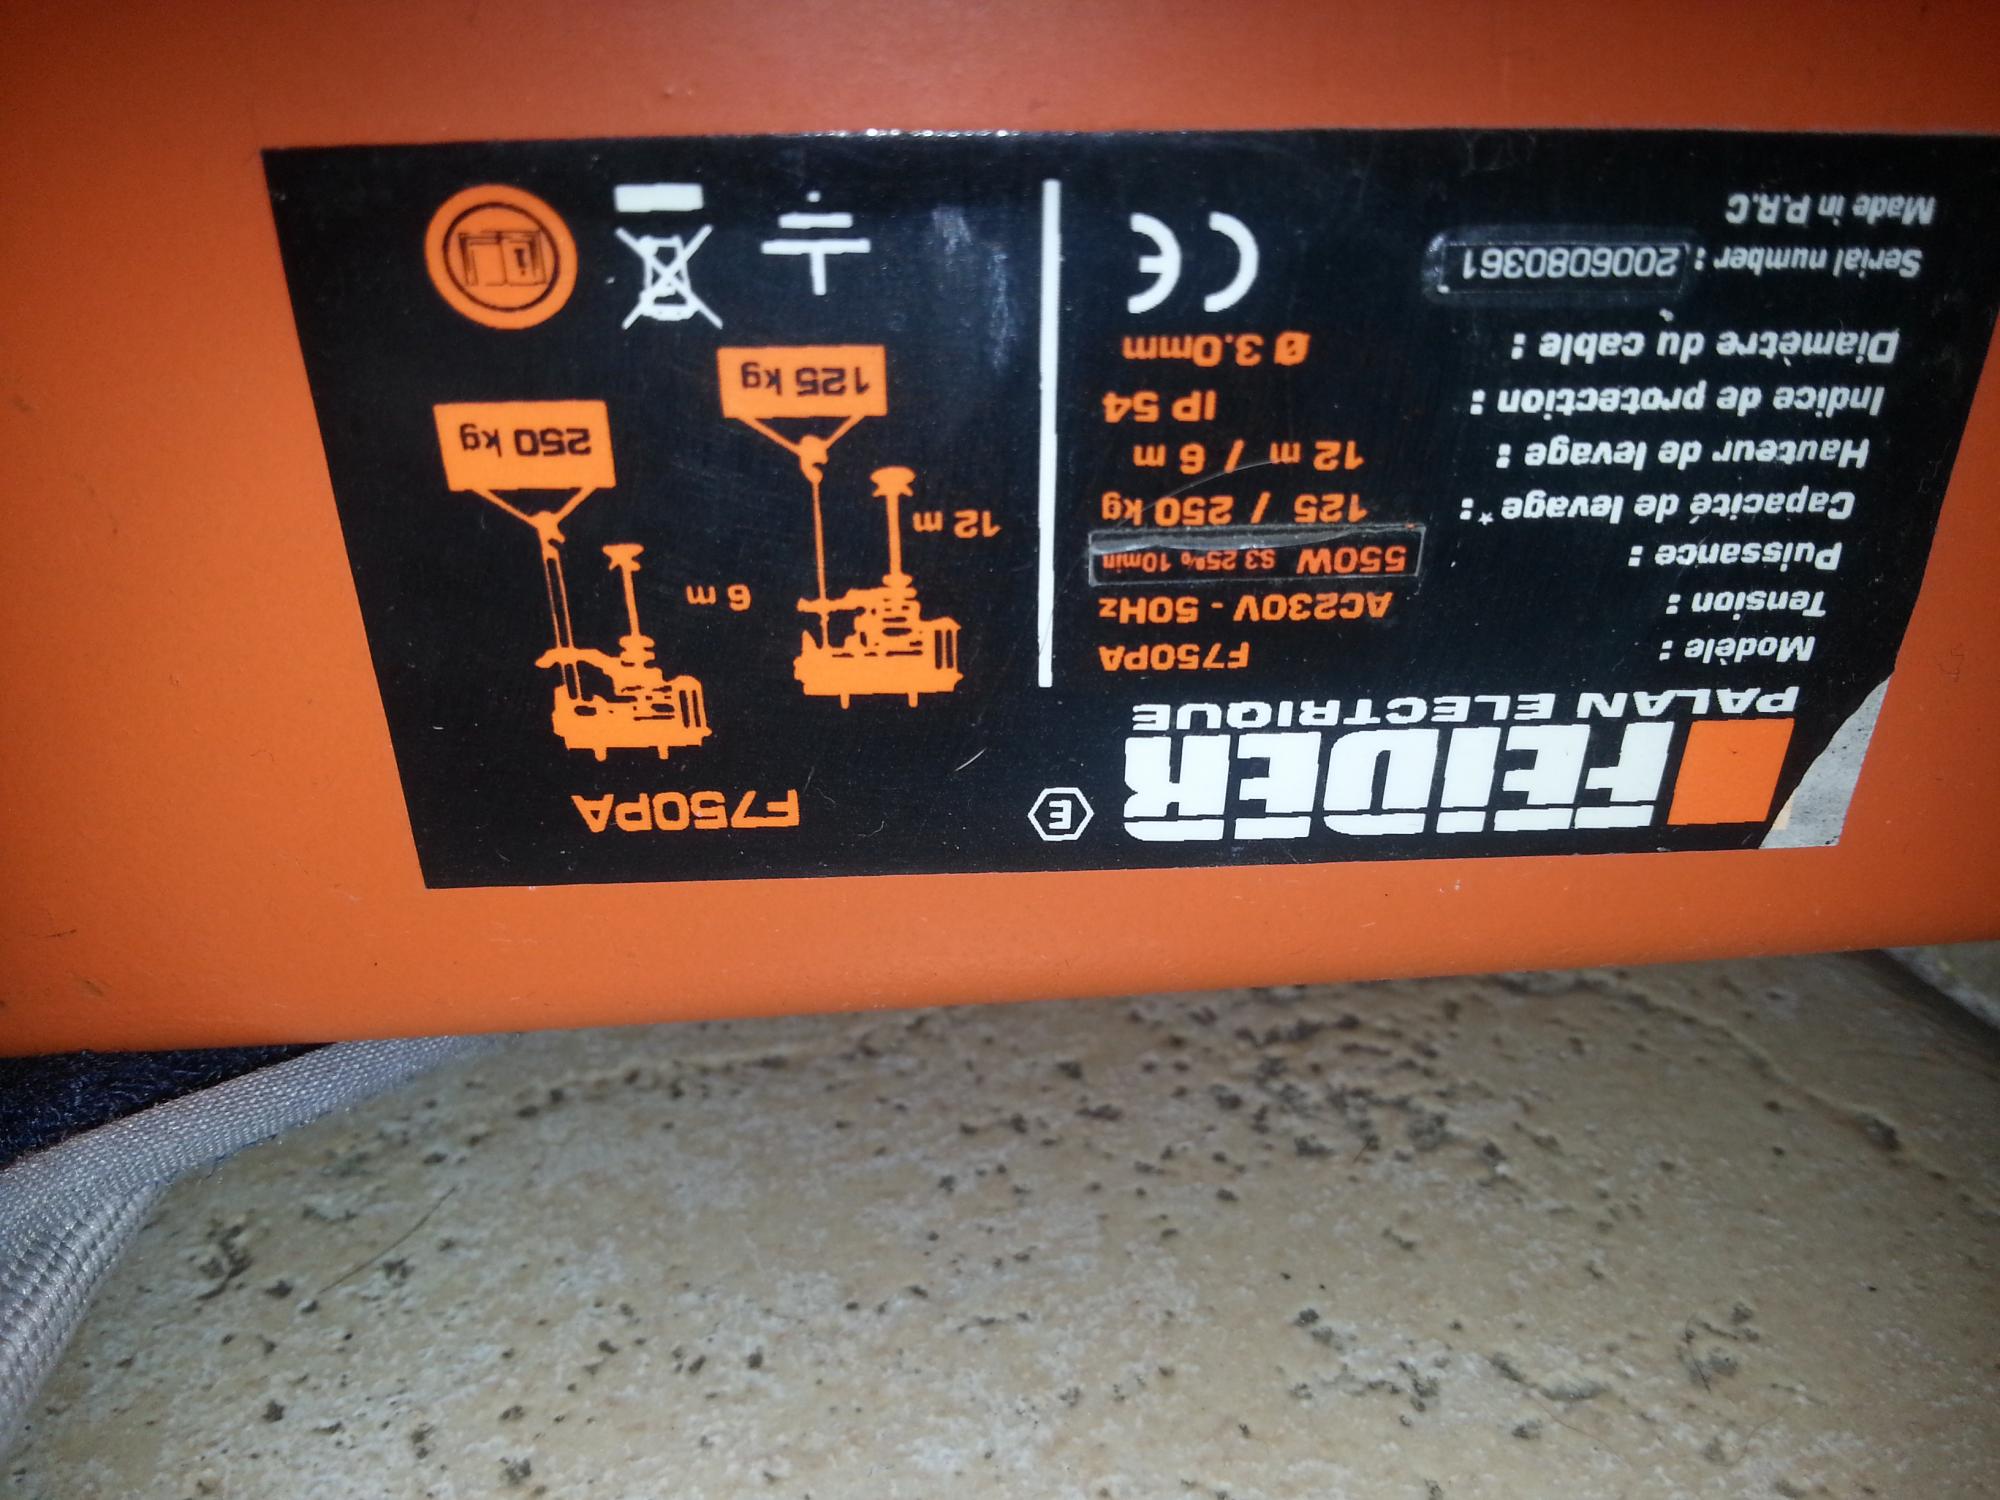 FEIDER
PALAN ELECTRIQUE
Modèle : F750PA
Tension : AC230V - 50Hz
Puissance : 550W S3 25% 10min
Capacité de levage*: 125 / 250 kg
Hauteur de levage : 12 m / 6 m
Indice de protection : IP 54
Diamètre du cable : Ø 3.0mm
Serial number : 2006080361
Made in P.R.C
CE
E
F750PA
12 m
125 kg
6 m
250 kg